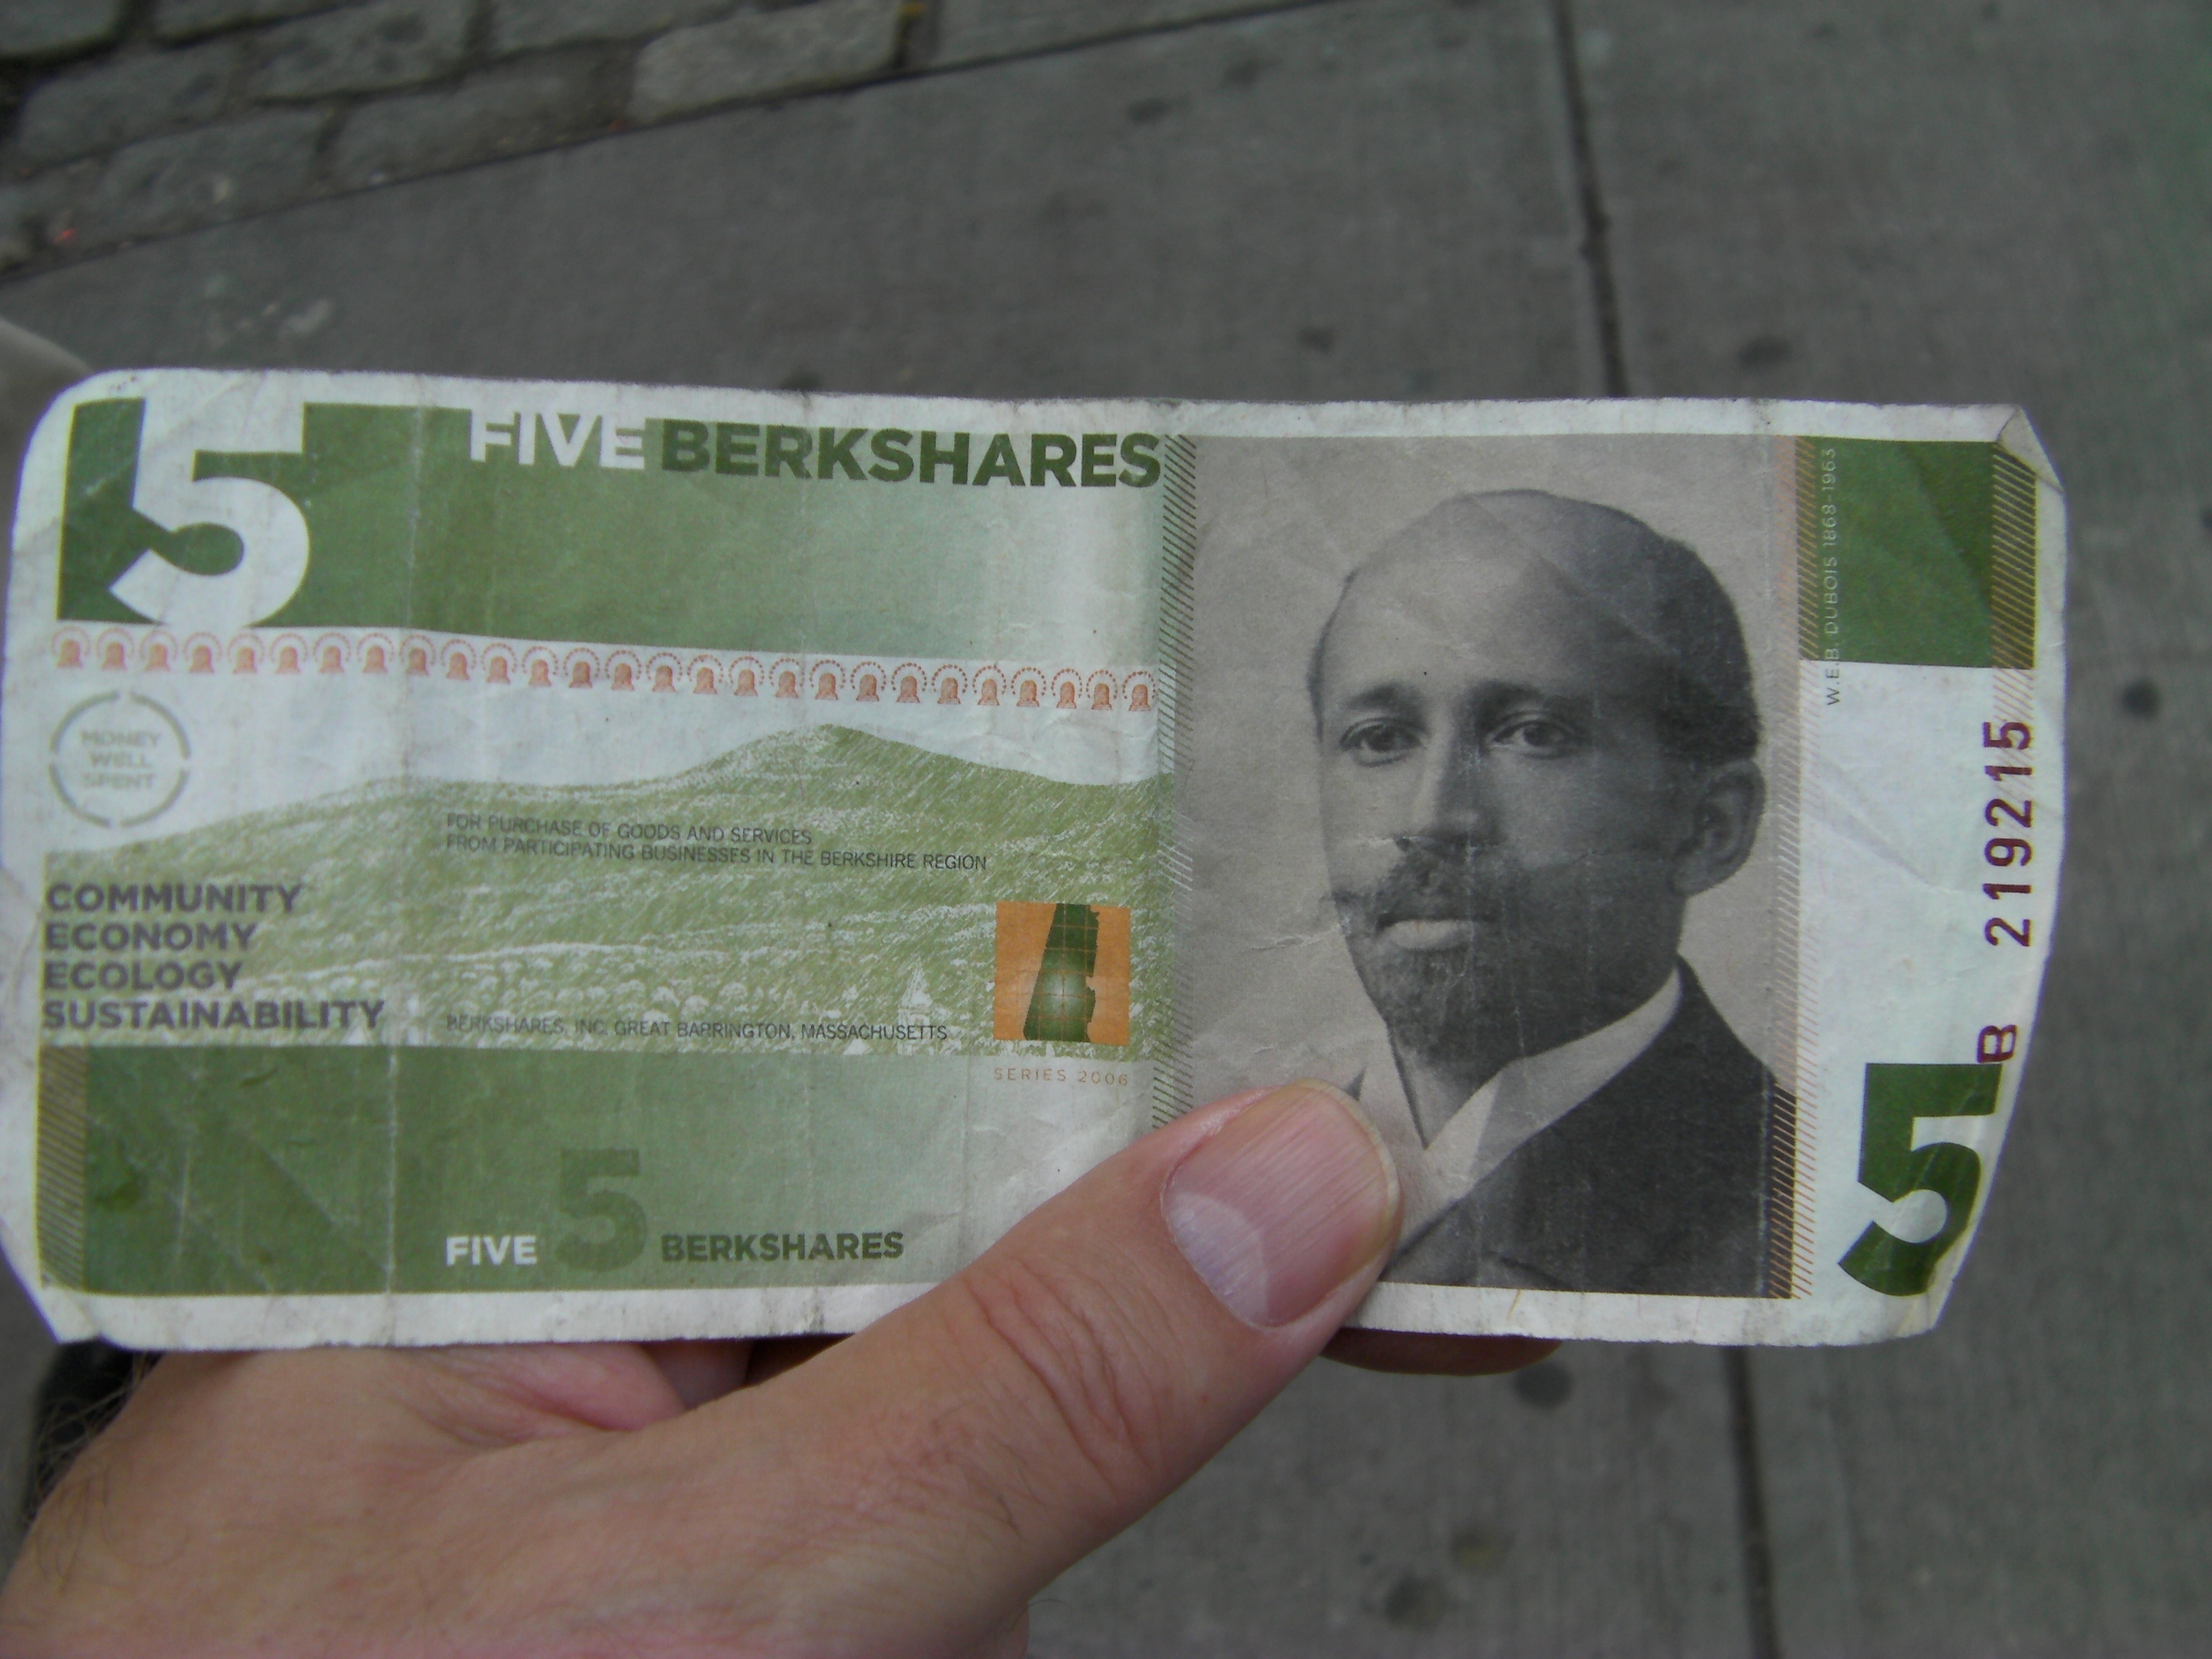 5
FIVE BERKSHARES
MONEY
WELL
SPENT
FOR PURCHASE OF GOODS AND SERVICES
FROM PARTICIPATING BUSINESSES IN THE BERKSHIRE REGION
COMMUNITY
ECONOMY
ECOLOGY
SUSTAINABILITY
BERKSHARES, INC. GREAT BARRINGTON, MASSACHUSETTS
SERIES 2006
FIVE 5 BERKSHARES
W.E.B. DUBOIS 1868-1963
B 219215
5